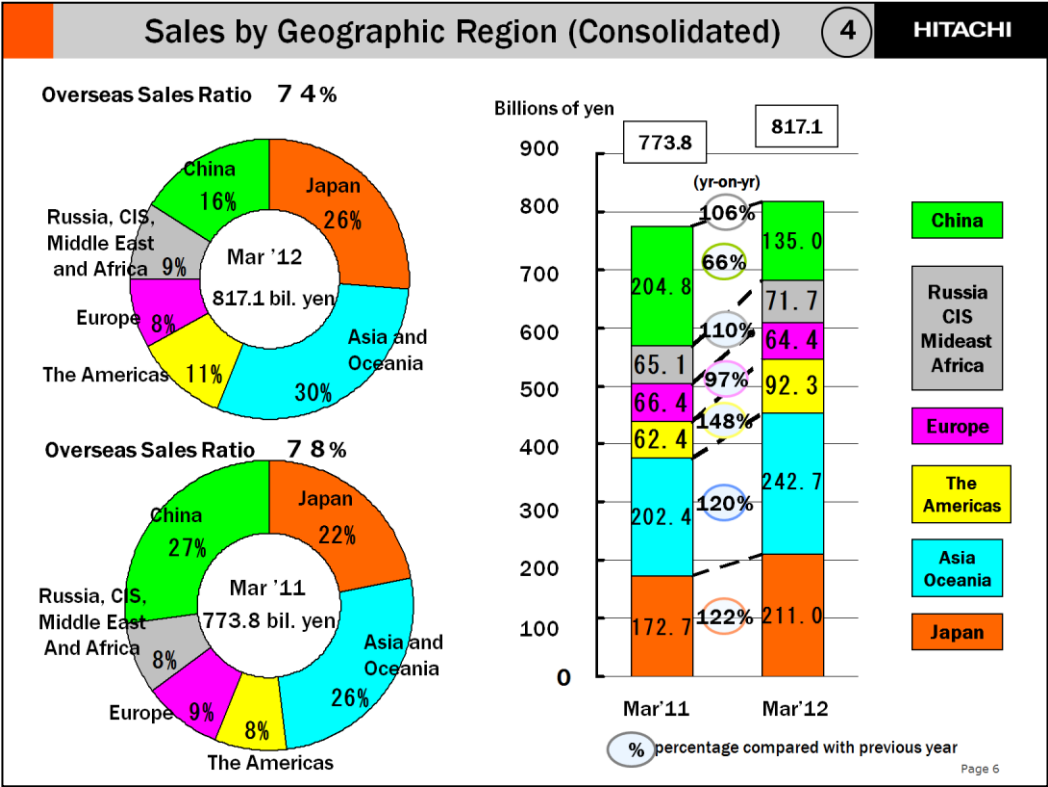 Sales by Geographic Region (Consolidated)
4
HITACHI
Overseas Sales Ratio 74%
China
16%
Japan
26%
Russia, CIS,
Middle East
and Africa
9%
Mar '12
817.1 bil. yen
Europe
8%
Asia and
Oceania
30%
The Americas
11%
Overseas Sales Ratio 78%
China
27%
Japan
22%
Russia, CIS,
Middle East
And Africa
8%
Mar '11
773.8 bil. yen
Asia and
Oceania
26%
Europe
9%
8%
The Americas
Billions of yen
773.8
817.1
900
800
700
600
500
400
300
200
100
0
(yr-on-yr)
106%
66%
110%
97%
148%
120%
122%
204.8
65.1
66.4
62.4
202.4
172.7
135.0
71.7
64.4
92.3
242.7
211.0
Mar'11
Mar'12
China
Russia
CIS
Mideast
Africa
Europe
The
Americas
Asia
Oceania
Japan
% percentage compared with previous year
Page 6